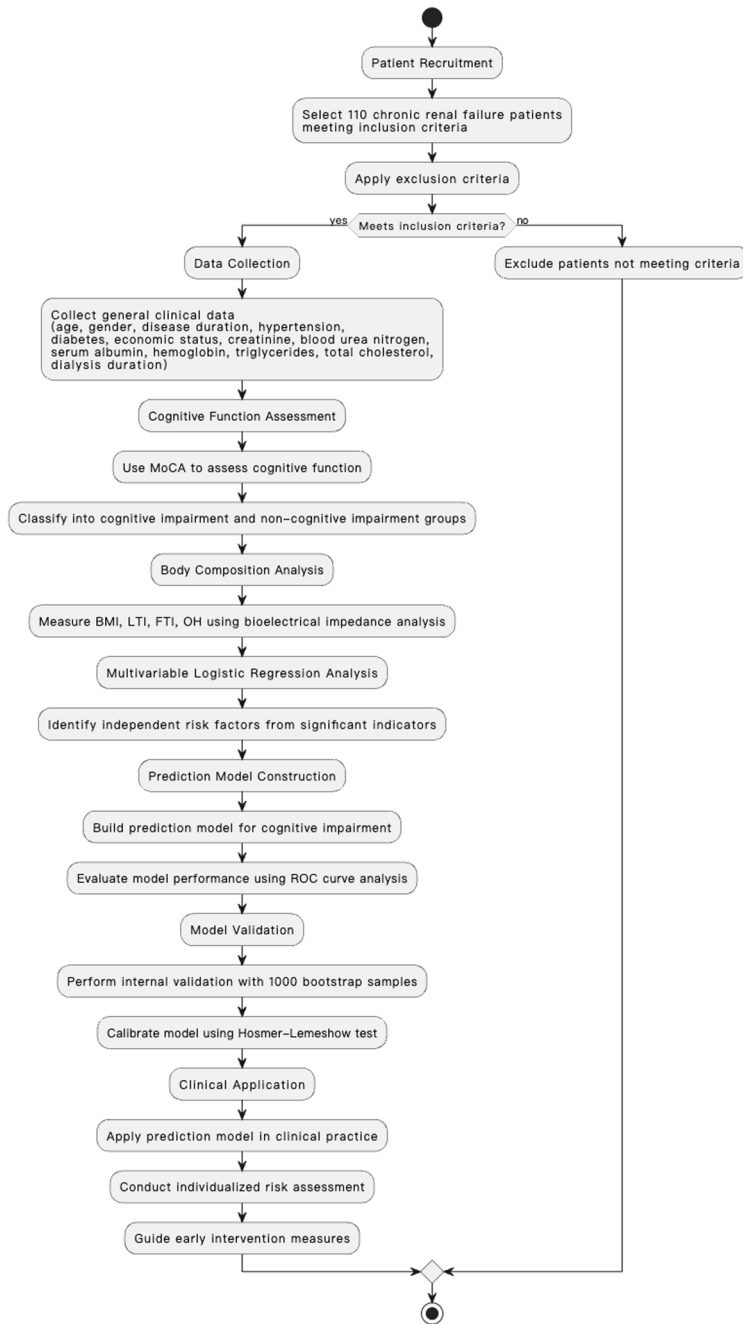 Patient Recruitment
Select 110 chronic renal failure patients
meeting inclusion criteria
Apply exclusion criteria
yes
Meets inclusion criteria?
no
Data Collection
Exclude patients not meeting criteria
Collect general clinical data
(age, gender, disease duration, hypertension,
diabetes, economic status, creatinine, blood urea nitrogen,
serum albumin, hemoglobin, triglycerides, total cholesterol,
dialysis duration)
Cognitive Function Assessment
Use MoCA to assess cognitive function
Classify into cognitive impairment and non-cognitive impairment groups
Body Composition Analysis
Measure BMI, LTI, FTI, OH using bioelectrical impedance analysis
Multivariable Logistic Regression Analysis
Identify independent risk factors from significant indicators
Prediction Model Construction
Build prediction model for cognitive impairment
Evaluate model performance using ROC curve analysis
Model Validation
Perform internal validation with 1000 bootstrap samples
Calibrate model using Hosmer-Lemeshow test
Clinical Application
Apply prediction model in clinical practice
Conduct individualized risk assessment
Guide early intervention measures